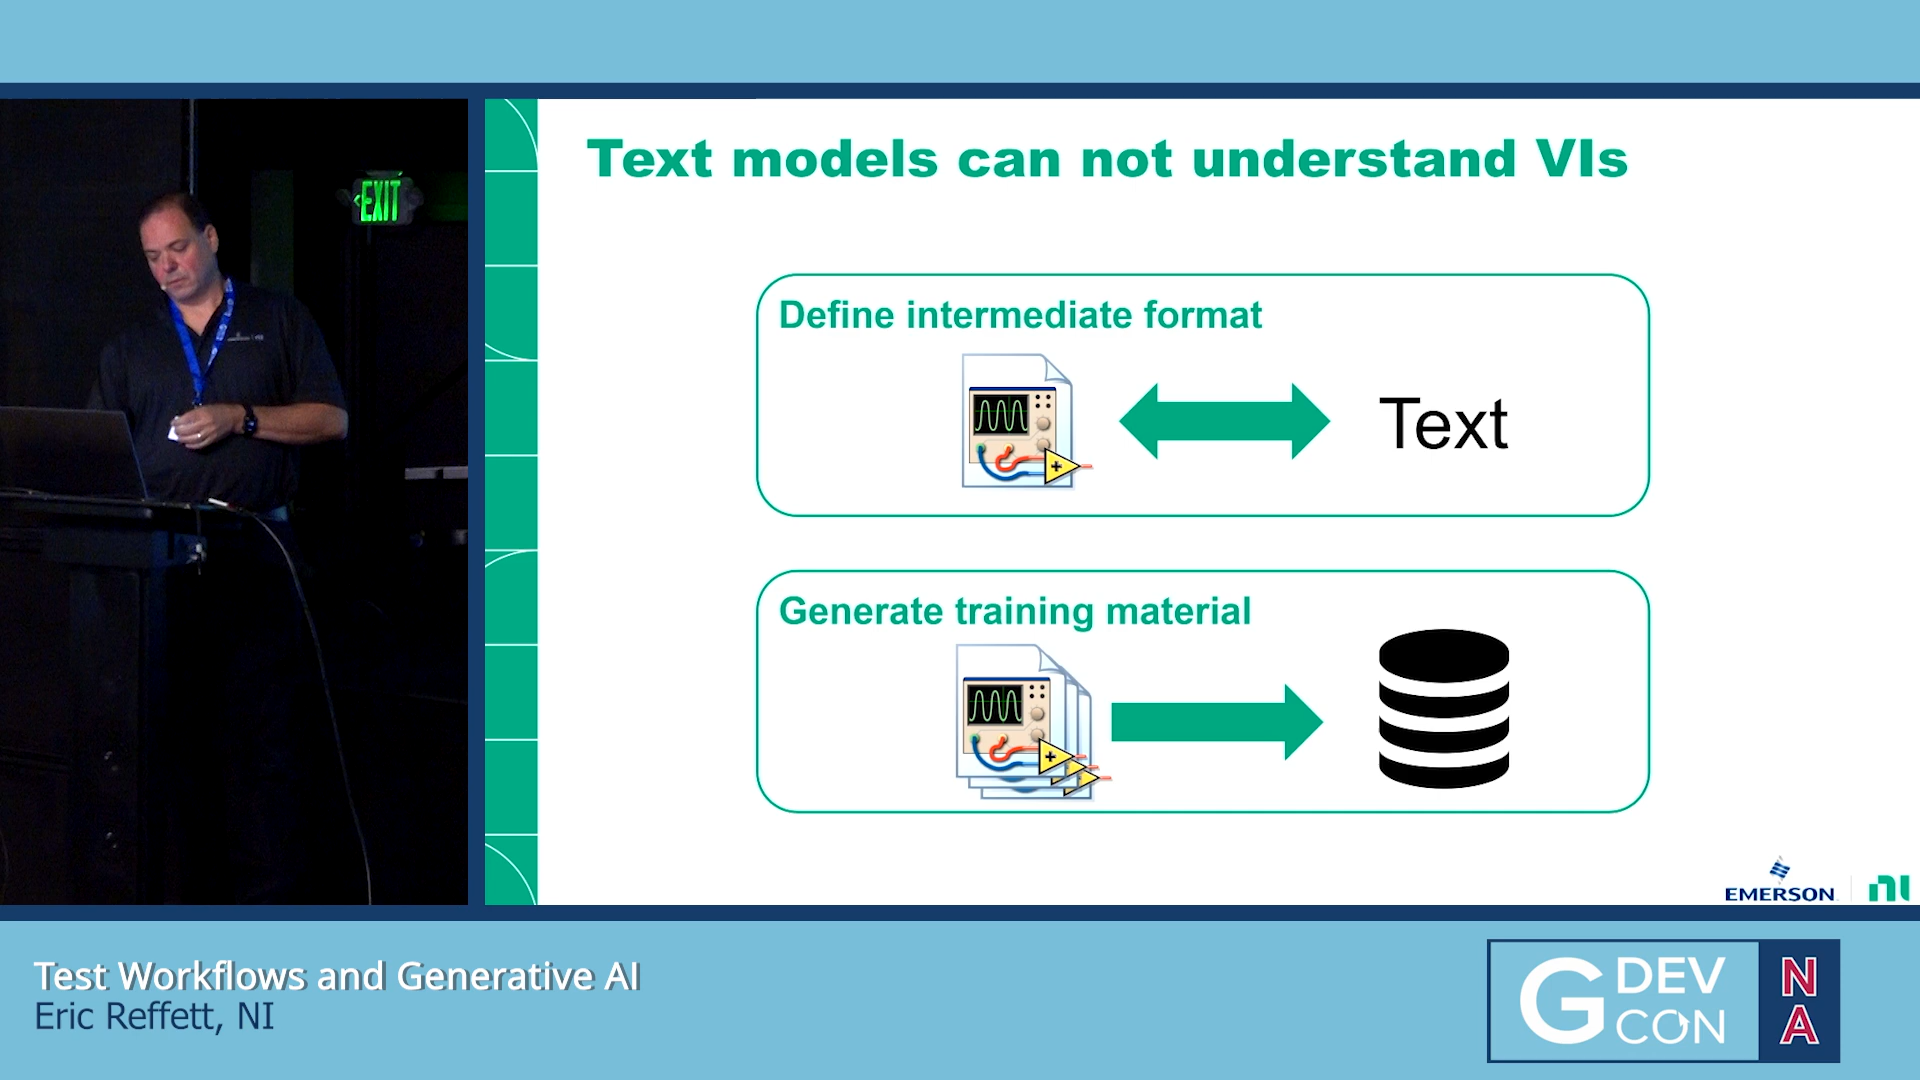 EXIT
Text models can not understand VIs
Define intermediate format
Text
Generate training material
EMERSON
ni
Test Workflows and Generative AI
Eric Reffett, NI
G DEV CON
NA